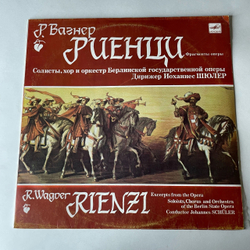 Р. Вагнер
РИЕНЦИ
Фрагменты оперы
Солисты, хор и оркестр Берлинской государственной оперы
Дирижер Йоханнес ШЮЛЕР
R. Wagner
RIENZI
Excerpts from the Opera
Soloists, Chorus and Orchestra
of the Berlin State Opera
Conductor Johannes SCHÜLER